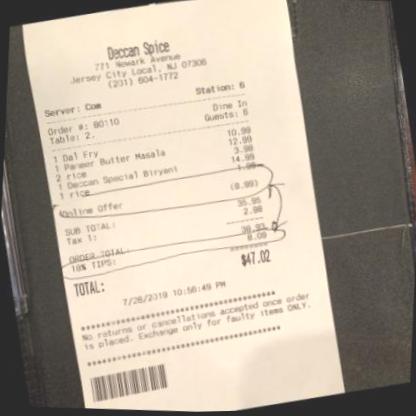 Deccan Spice
771 Newark Avenue
Jersey City Local, NJ 07306
(201) 604-1772
Station: 6
Server: Com
Order #: 80110 Dine In
Table: 2. Guests: 6
1 Dal Fry 10.99
1 Paneer Butter Masala 12.99
2 rice 3.98
1 Deccan Special Biryani 14.99
1 rice 1.99
Online Offer (8.99)
SUB TOTAL: 35.95
Tax 1: 2.98
ORDER TOTAL: 38.93
TIPS: 8.09
TOTAL: $47.02
7/28/2019 10:56:49 PM
No returns or cancellations accepted once order
is placed. Exchange only for faulty items ONLY.